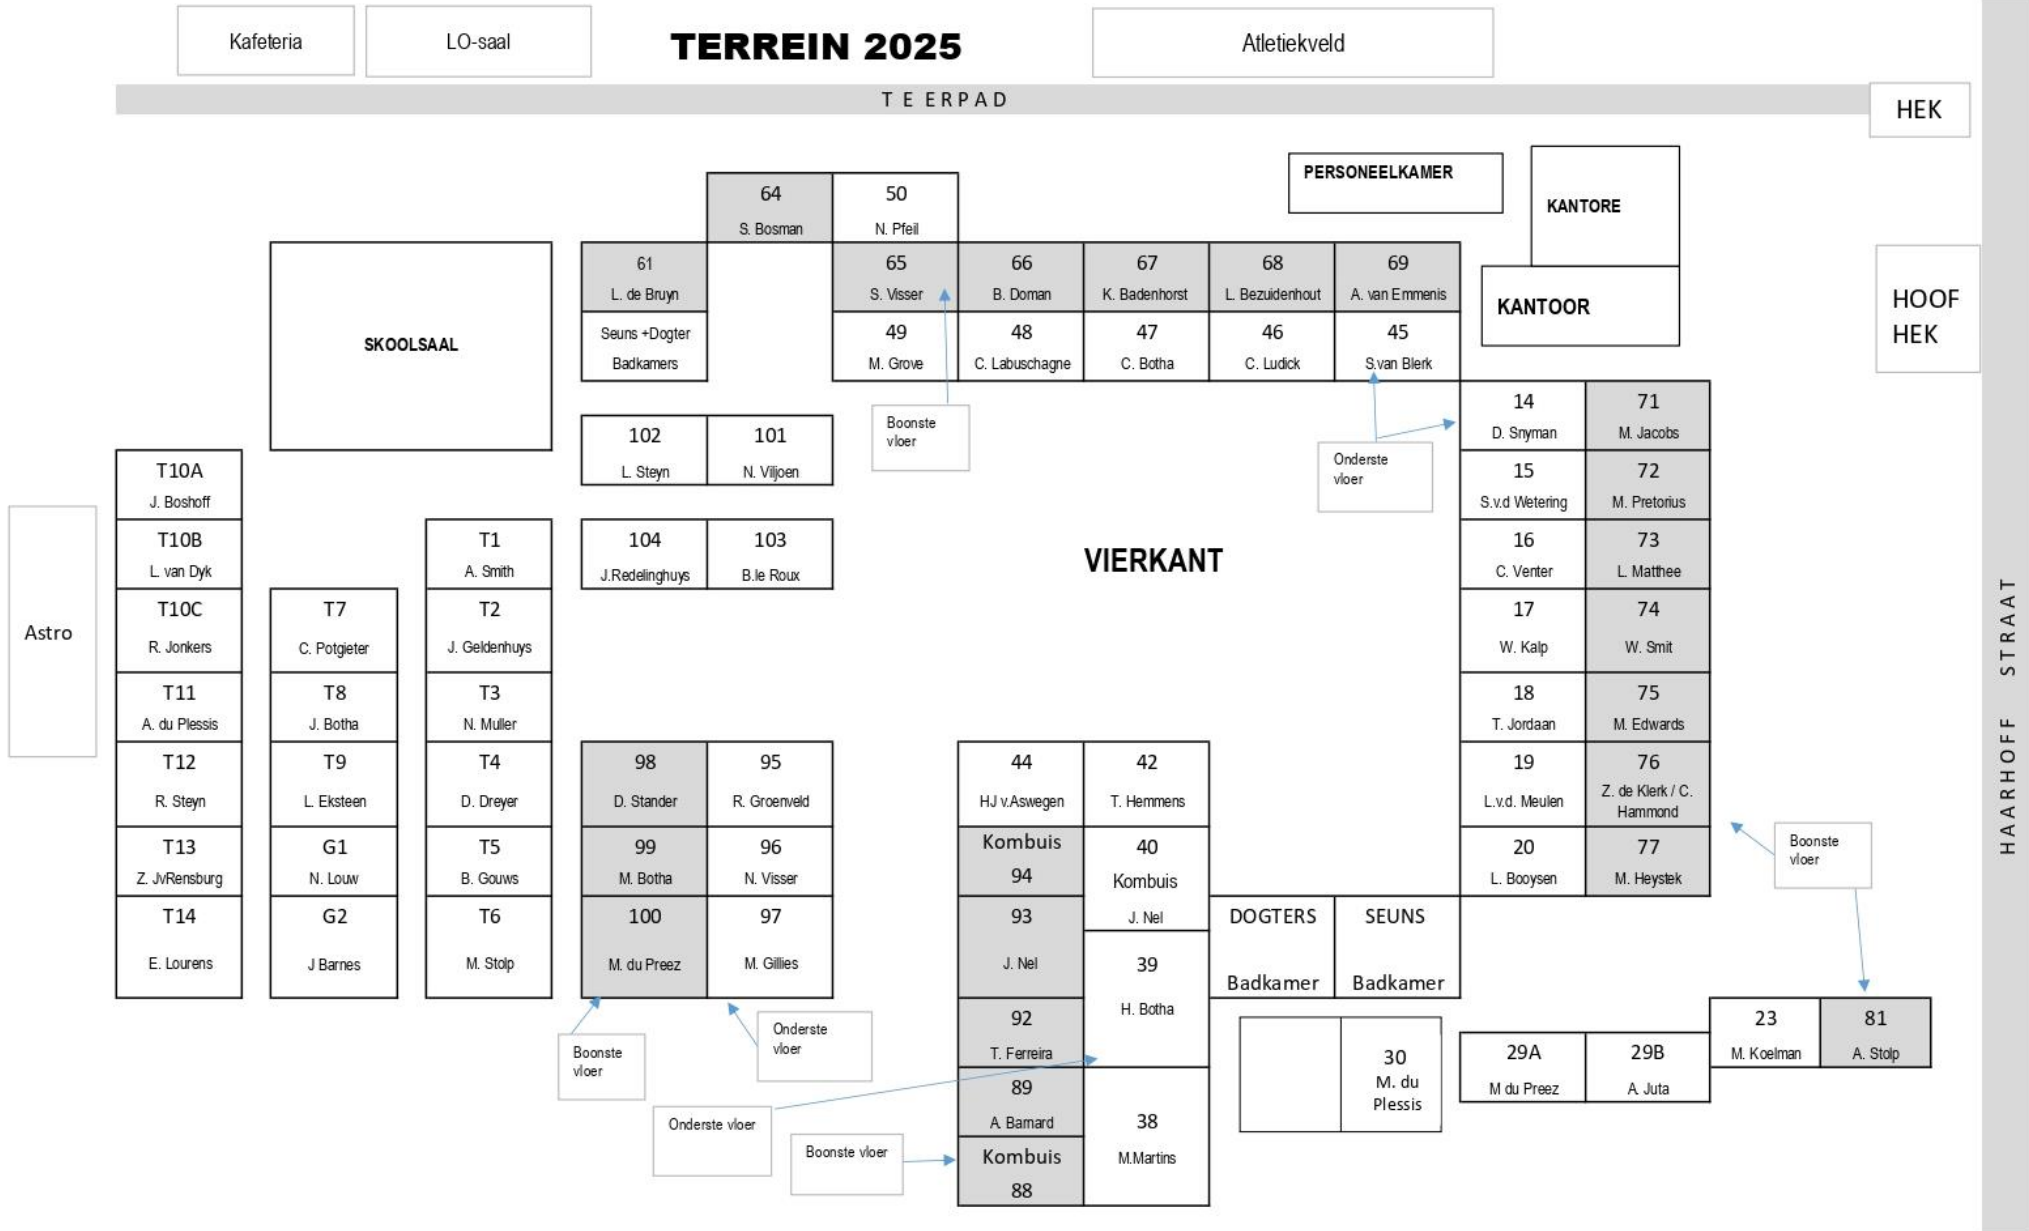 Kafeteria
LO-saal
TERREIN 2025
Atletiekveld
T E ERPAD
HEK
PERSONEELKAMER
KANTORE
KANTOOR
HOOF
HEK
64
S. Bosman
50
N. Pfeil
61
L. de Bruyn
65
S. Visser
66
B. Doman
67
K. Badenhorst
68
L. Bezuidenhout
69
A. van Emmenis
SKOOLSAAL
Seuns +Dogter
Badkamers
49
M. Grove
48
C. Labuschagne
47
C. Botha
46
C. Ludick
45
S.van Blerk
Boonste
vloer
Onderste
vloer
102
L. Steyn
101
N. Viljoen
104
J.Redelinghuys
103
B.le Roux
VIERKANT
14
D. Snyman
71
M. Jacobs
15
S.v.d Wetering
72
M. Pretorius
16
C. Venter
73
L. Matthee
17
W. Kalp
74
W. Smit
18
T. Jordaan
75
M. Edwards
19
L.v.d. Meulen
76
Z. de Klerk / C.
Hammond
20
L. Booysen
77
M. Heystek
Boonste
vloer
HAARHOFF STRAAT
Astro
T10A
J. Boshoff
T10B
L. van Dyk
T10C
R. Jonkers
T11
A. du Plessis
T12
R. Steyn
T13
Z. JvRensburg
T14
E. Lourens
T7
C. Potgieter
T8
J. Botha
T9
L. Eksteen
G1
N. Louw
G2
J Barnes
T1
A. Smith
T2
J. Geldenhuys
T3
N. Muller
T4
D. Dreyer
T5
B. Gouws
T6
M. Stolp
98
D. Stander
95
R. Groenveld
99
M. Botha
96
N. Visser
100
M. du Preez
97
M. Gillies
Boonste
vloer
Onderste
vloer
44
HJ v.Aswegen
42
T. Hemmens
Kombuis
94
40
Kombuis
J. Nel
93
J. Nel
39
H. Botha
92
T. Ferreira
89
A. Barnard
38
M.Martins
Kombuis
88
Onderste vloer
Boonste vloer
DOGTERS
Badkamer
SEUNS
Badkamer
30
M. du
Plessis
29A
M du Preez
29B
A. Juta
23
M. Koelman
81
A. Stolp